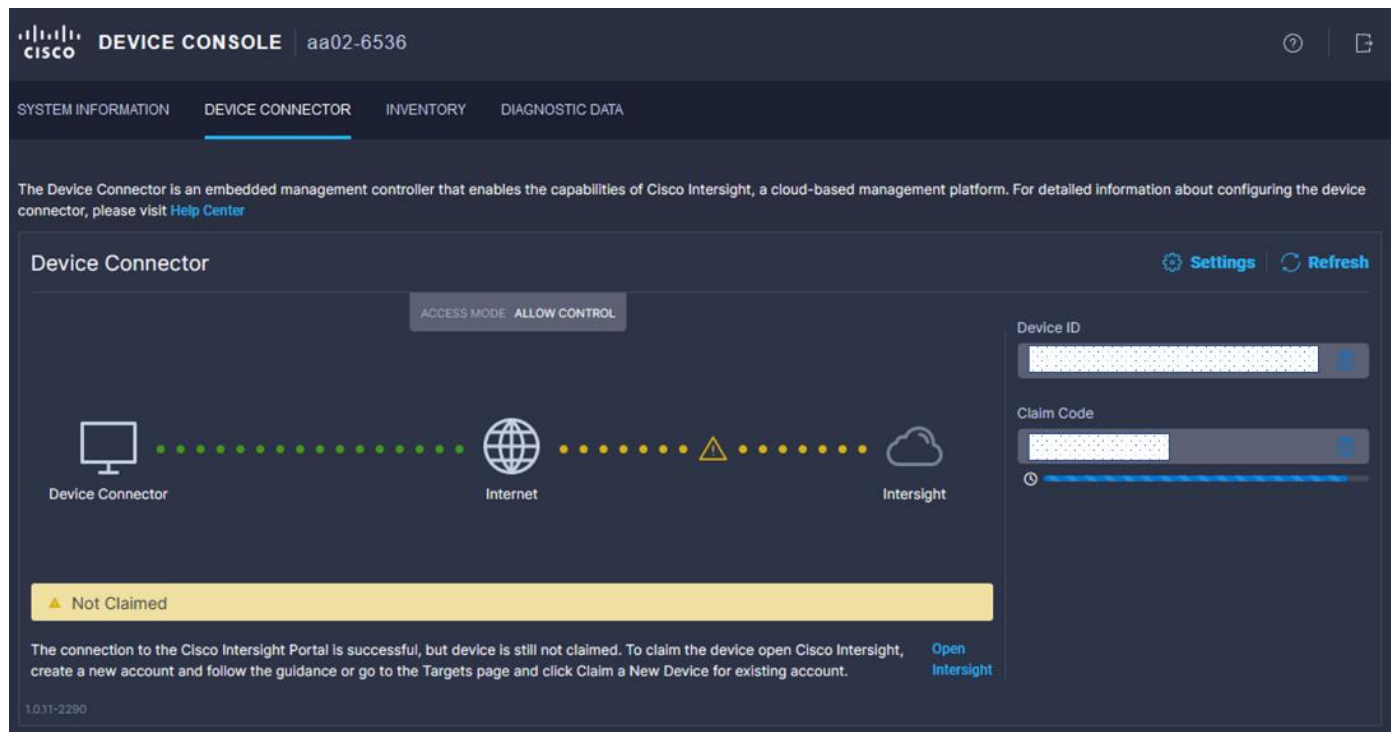 CISCO DEVICE CONSOLE aa02-6536
SYSTEM INFORMATION DEVICE CONNECTOR INVENTORY DIAGNOSTIC DATA
The Device Connector is an embedded management controller that enables the capabilities of Cisco Intersight, a cloud-based management platform. For detailed information about configuring the device
connector, please visit Help Center
Device Connector
Settings Refresh
ACCESS MODE ALLOW CONTROL
Device Connector
Internet
Intersight
Device ID
Claim Code
Not Claimed
The connection to the Cisco Intersight Portal is successful, but device is still not claimed. To claim the device open Cisco Intersight,
create a new account and follow the guidance or go to the Targets page and click Claim a New Device for existing account.
Open
Intersight
1.0.11-2290